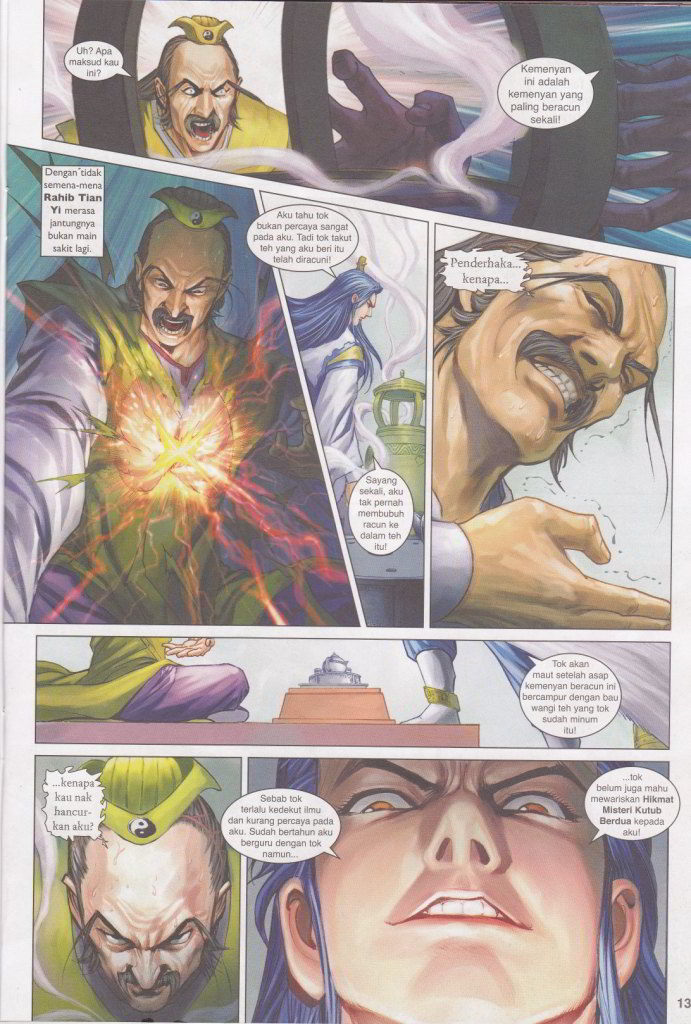 Uh? Apa
maksud kau
ini?
Kemenyan
ini adalah
kemenyan yang
paling beracun
sekali!
Dengan tidak
semena-mena
Rahib Tian
Yi merasa
jantungnya
bukan main
sakit lagi.
Aku tahu tok
bukan percaya sangat
pada aku. Tadi tok takut
teh yang aku beri itu
telah diracuni!
Sayang
sekali, aku
tak pernah
membubuh
racun ke
dalam teh
itu!
Penderhaka...
kenapa...
Tok akan
maut setelah asap
kemenyan beracun ini
bercampur dengan bau
wangi teh yang tok
sudah minum
itu!
...kenapa
kau nak
hancur-
kan aku?
Sebab tok
terlalu kedekut ilmu
dan kurang percaya pada
aku. Sudah bertahun aku
berguru dengan tok
namun...
...tok
belum juga mahu
mewariskan Hikmat
Misteri Kutub
Berdua kepada
aku!
13